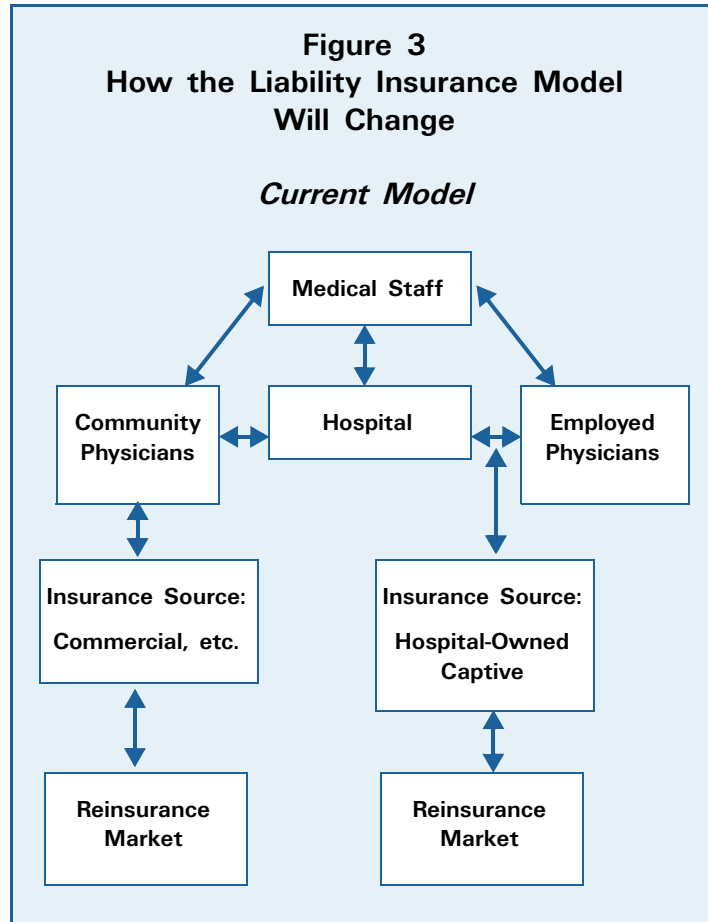 Figure 3
How the Liability Insurance Model
Will Change
Current Model
Medical Staff
Community
Physicians
Hospital
Employed
Physicians
Insurance Source:
Commercial, etc.
Insurance Source:
Hospital-Owned
Captive
Reinsurance
Market
Reinsurance
Market